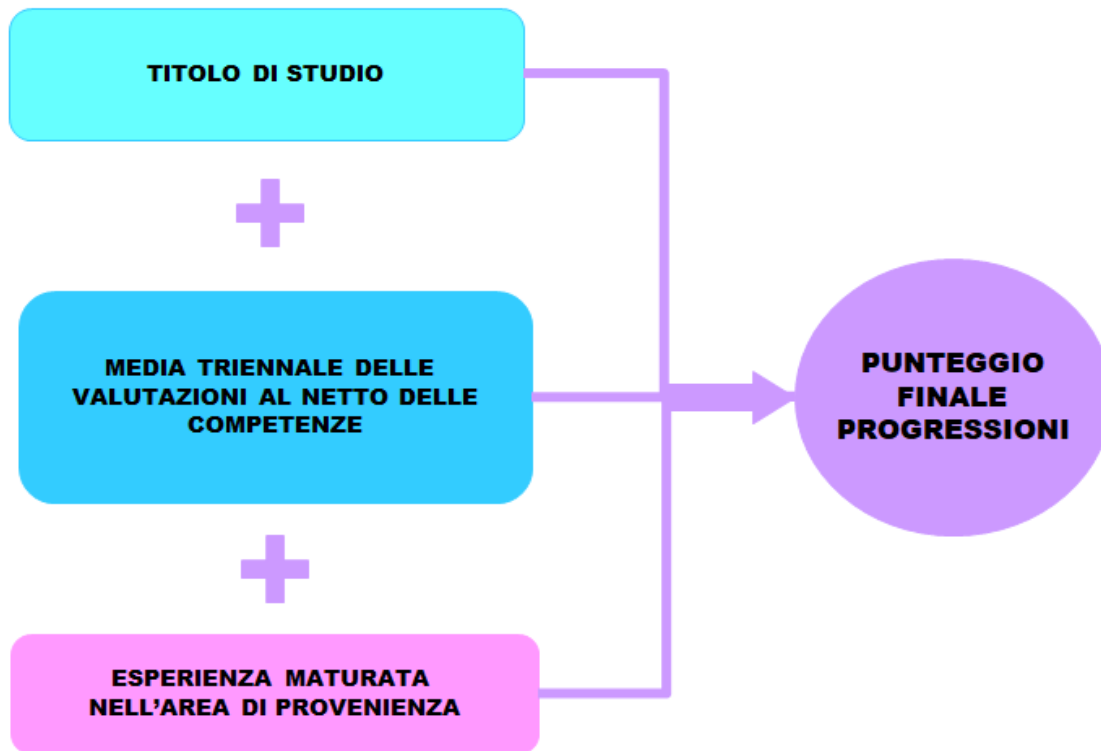 TITOLO DI STUDIO
MEDIA TRIENNALE DELLE
VALUTAZIONI AL NETTO DELLE
COMPETENZE
ESPERIENZA MATURATA
NELL'AREA DI PROVENIENZA
PUNTEGGIO
FINALE
PROGRESSIONI